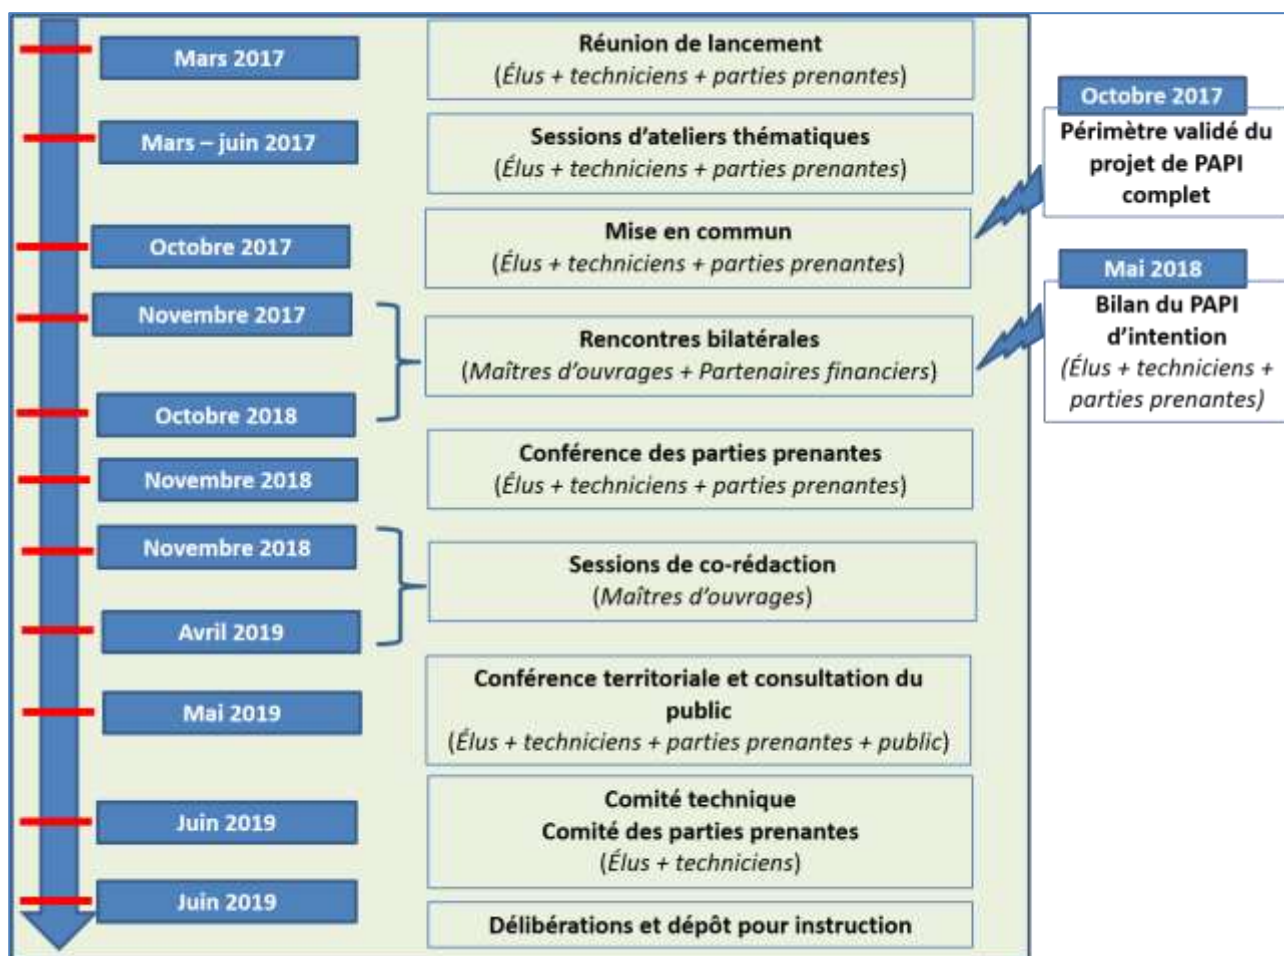 Mars 2017
Réunion de lancement
(Élus + techniciens + parties prenantes)
Octobre 2017
Périmètre validé du
projet de PAPI
complet
Mars – juin 2017
Sessions d'ateliers thématiques
(Élus + techniciens + parties prenantes)
Octobre 2017
Mise en commun
(Élus + techniciens + parties prenantes)
Mai 2018
Bilan du PAPI
d'intention
(Élus + techniciens +
parties prenantes)
Novembre 2017
Rencontres bilatérales
(Maîtres d'ouvrages + Partenaires financiers)
Octobre 2018
Novembre 2018
Conférence des parties prenantes
(Élus + techniciens + parties prenantes)
Novembre 2018
Sessions de co-rédaction
(Maîtres d'ouvrages)
Avril 2019
Mai 2019
Conférence territoriale et consultation du
public
(Élus + techniciens + parties prenantes + public)
Juin 2019
Comité technique
Comité des parties prenantes
(Élus + techniciens)
Juin 2019
Délibérations et dépôt pour instruction